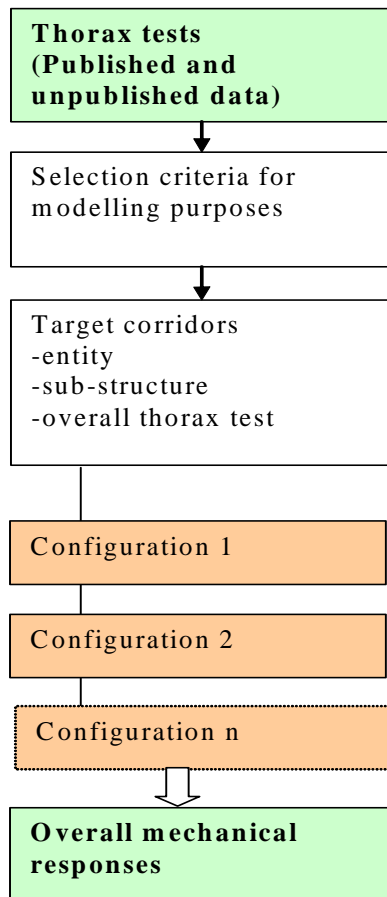 Thorax tests
(Published and
unpublished data)
Selection criteria for
modelling purposes
Target corridors
-entity
-sub-structure
-overall thorax test
Configuration 1
Configuration 2
Configuration n
Overall mechanical
responses